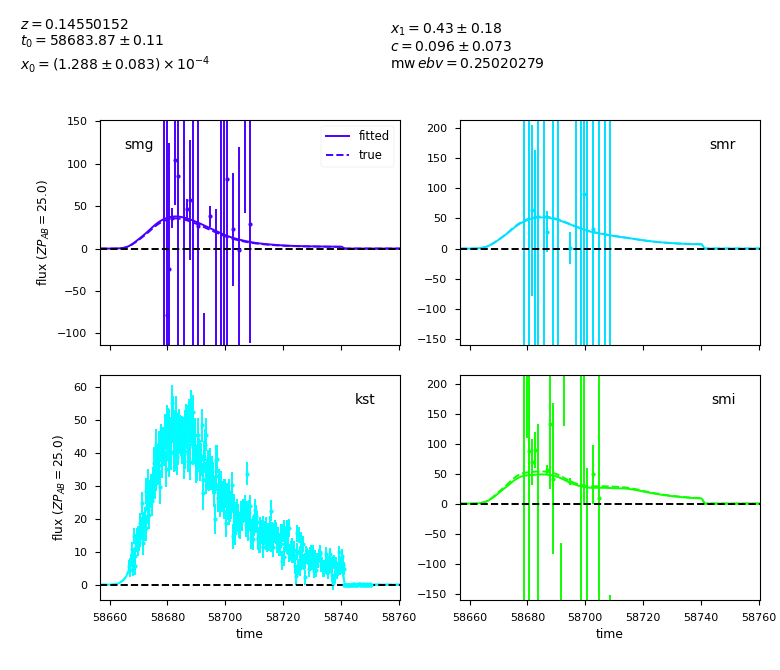 z = 0.14550152
t₀ = 58683.87 ± 0.11
x₀ = (1.288 ± 0.083) × 10⁻⁴
x₁ = 0.43 ± 0.18
c = 0.096 ± 0.073
mw ebv = 0.25020279
smg
fitted
true
150
100
50
0
−50
−100
flux (ZP_AB = 25.0)
smr
200
150
100
50
0
−50
−100
−150
kst
60
50
40
30
20
10
0
flux (ZP_AB = 25.0)
58660 58680 58700 58720 58740 58760
time
smi
200
150
100
50
0
−50
−100
−150
58660 58680 58700 58720 58740 58760
time